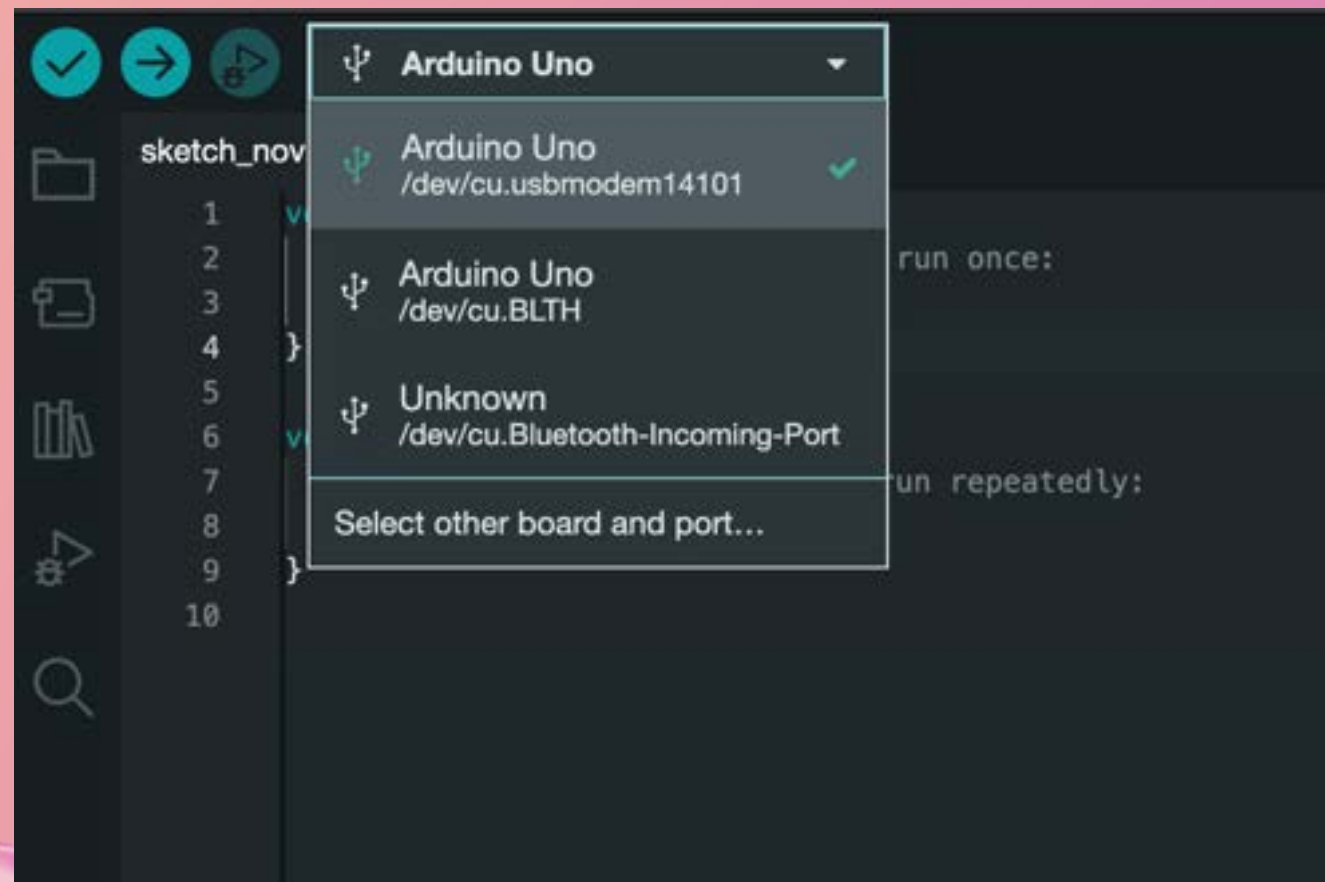 Arduino Uno
sketch_nov
Arduino Uno
/dev/cu.usbmodem14101
1
2 run once:
Arduino Uno
3
/dev/cu.BLTH
4 }
5
Unknown
6
/dev/cu.Bluetooth-Incoming-Port
7 un repeatedly:
8
Select other board and port...
9 }
10